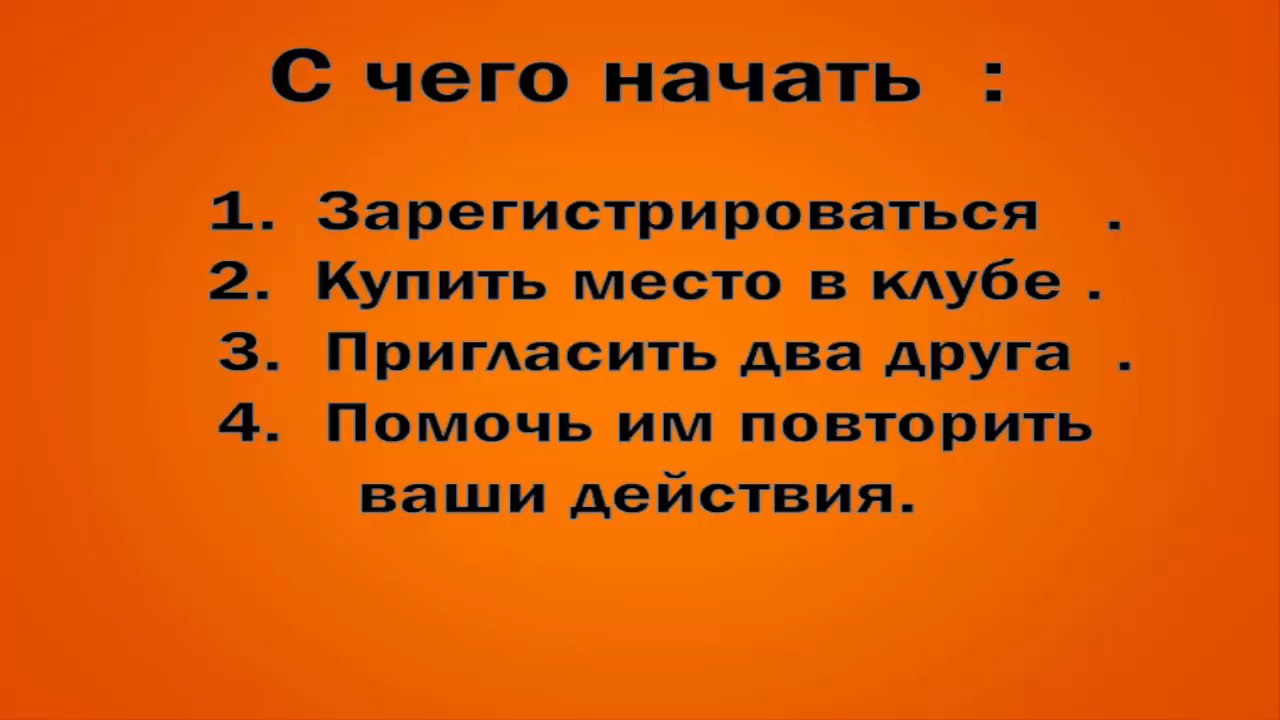 С чего начать :
1. Зарегистрироваться .
2. Купить место в клубе .
3. Пригласить два друга .
4. Помочь им повторить
ваши действия.